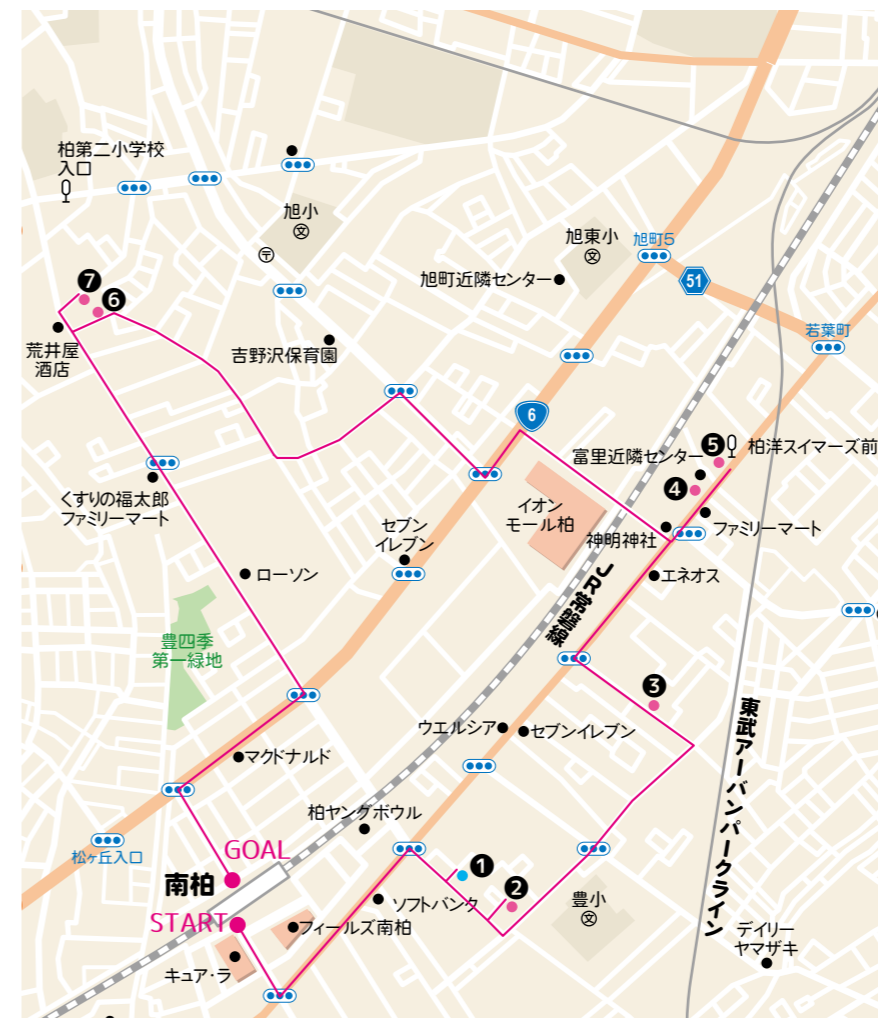 柏第二小学校
入口
旭小
文
〒
旭東小
文
旭町5
旭町近隣センター
51
若葉町
❼
❻
荒井屋
酒店
吉野沢保育園
6
富里近隣センター
❺
柏洋スイマーズ前
❹
くすりの福太郎
ファミリーマート
セブン
イレブン
イオン
モール柏
神明神社
ファミリーマート
ローソン
エネオス
JR常磐線
豊四季
第一緑地
❸
ウエルシア
セブンイレブン
東武アーバンパークライン
マクドナルド
柏ヤングボウル
松ヶ丘入口
GOAL
❶
南柏
❷
ソフトバンク
START
フィールズ南柏
豊小
文
キュア・ラ
デイリー
ヤマザキ